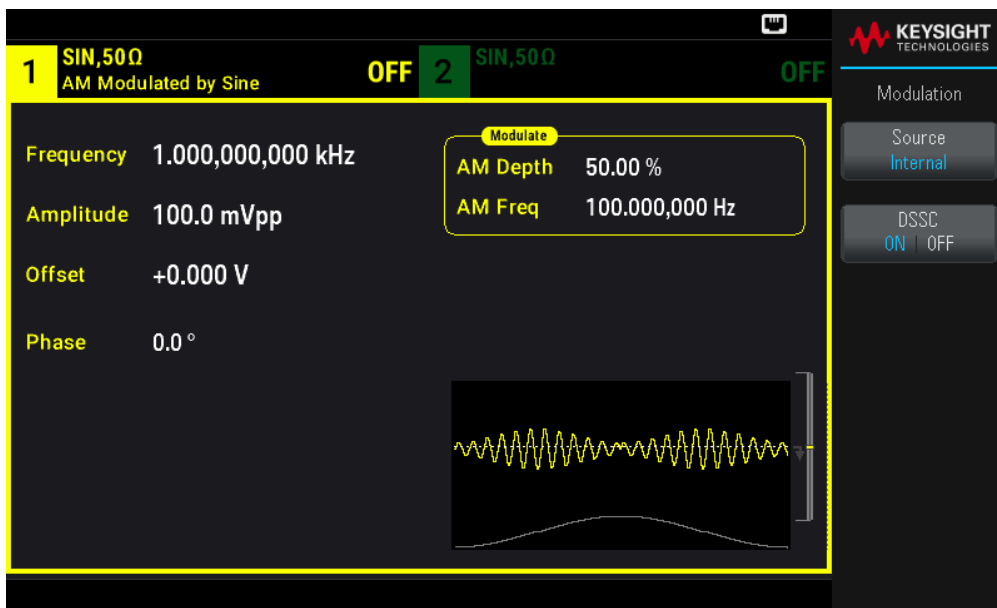 KEYSIGHT
TECHNOLOGIES
1
SIN,50Ω
AM Modulated by Sine
OFF
2
SIN,50Ω
OFF
Modulation
Frequency 1.000,000,000 kHz
Amplitude 100.0 mVpp
Offset +0.000 V
Phase 0.0 °
Modulate
AM Depth 50.00 %
AM Freq 100.000,000 Hz
Source
Internal
DSSC
ON | OFF